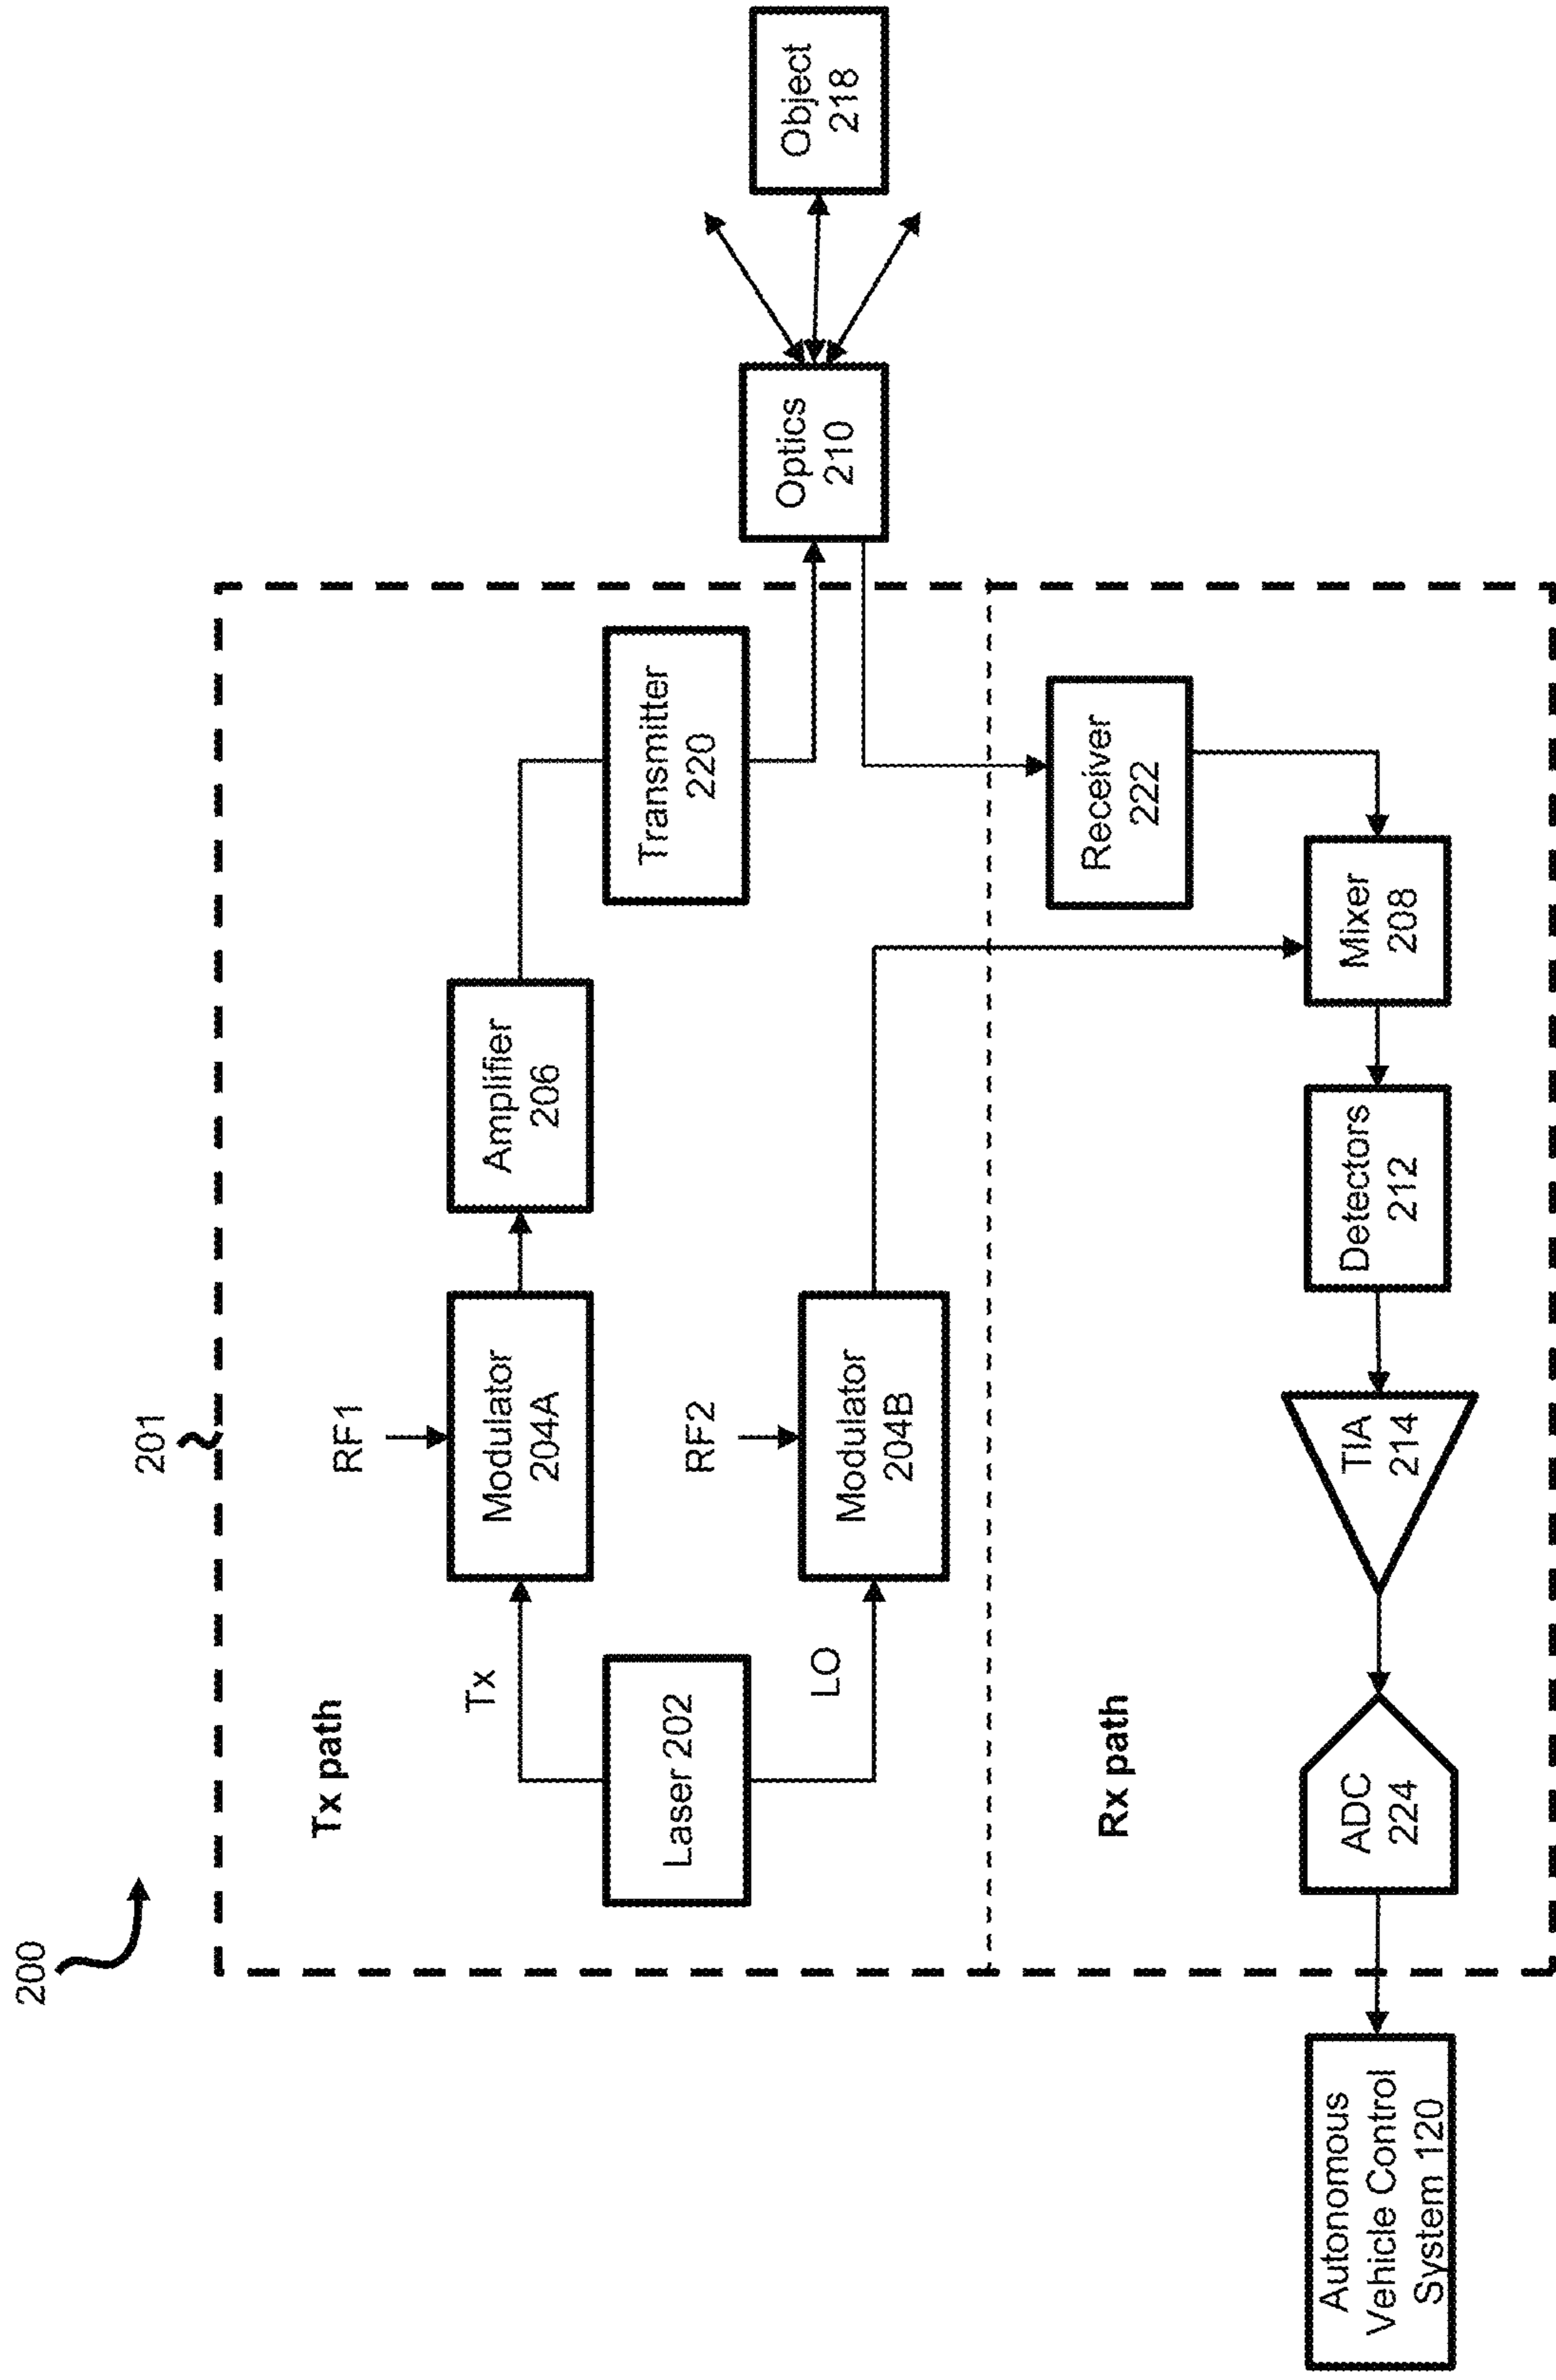 200
201
Tx path
Tx
Laser 202
LO
RF1
Modulator
204A
RF2
Modulator
204B
Amplifier
206
Transmitter
220
Optics
210
Object
218
Rx path
Receiver
222
Mixer
208
Detectors
212
TIA
214
ADC
224
Autonomous
Vehicle Control
System 120